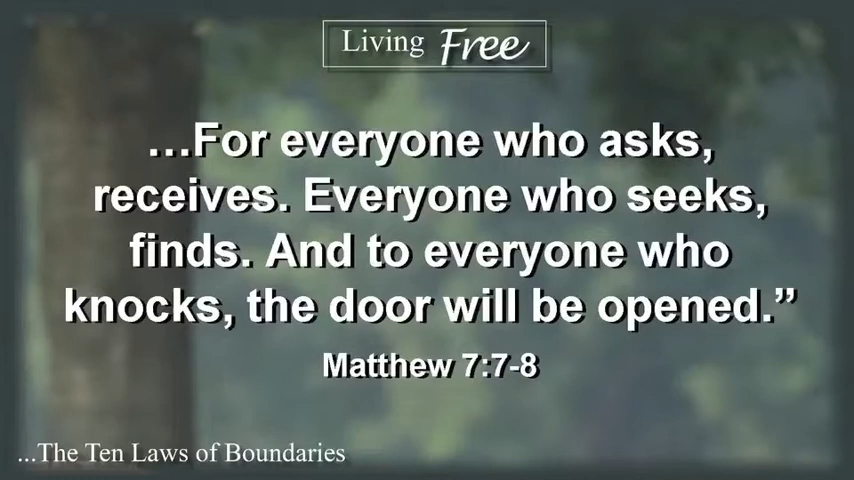 Living Free
…For everyone who asks,
receives. Everyone who seeks,
finds. And to everyone who
knocks, the door will be opened.”
Matthew 7:7-8
...The Ten Laws of Boundaries